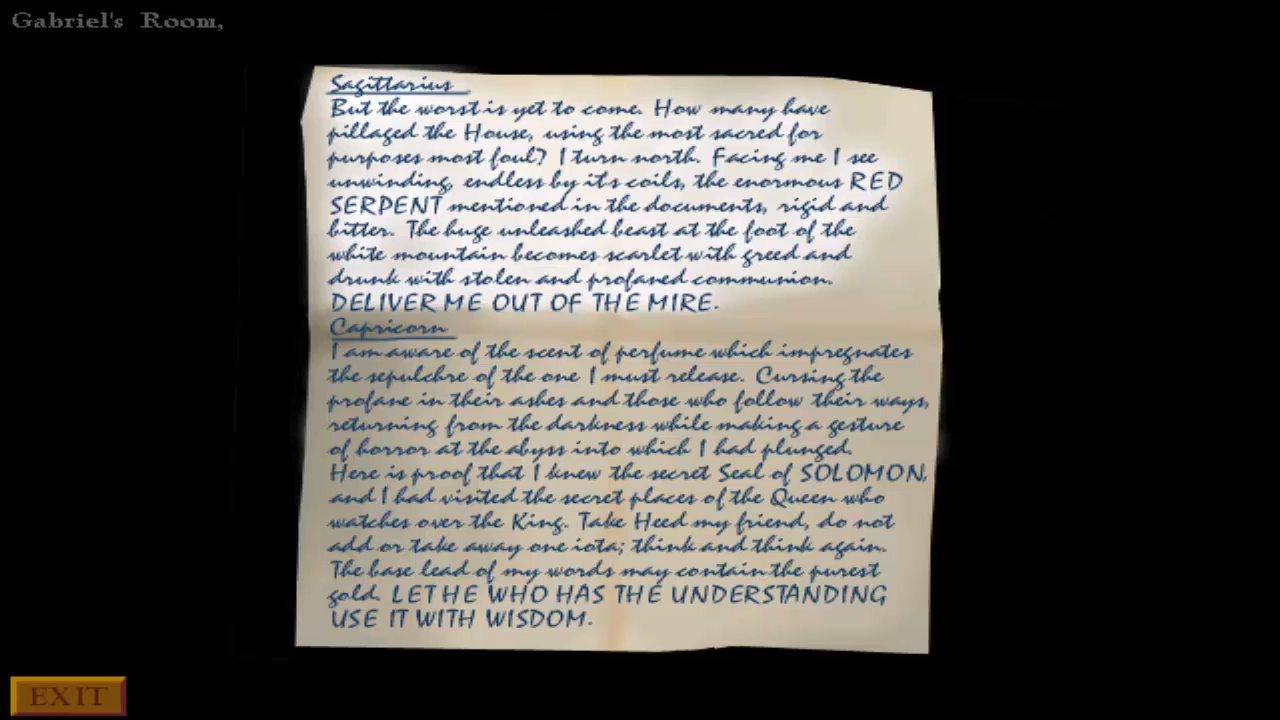 Gabriel's Room,
Sagittarius
But the worst is yet to come. How many have
pillaged the House, using the most sacred for
purposes most foul? I turn north. Facing me I see
unwinding, endless by it's coils, the enormous RED
SERPENT mentioned in the documents, rigid and
bitter. The huge unleashed beast at the foot of the
white mountain becomes scarlet with greed and
drunk with stolen and profaned communion.
DELIVER ME OUT OF THE MIRE.
Capricorn
I am aware of the scent of perfume which impregnates
the sepulchre of the one I must release. Cursing the
profane in their ashes and those who follow their ways,
returning from the darkness while making a gesture
of horror at the abyss into which I had plunged.
Here is proof that I knew the secret Seal of SOLOMON,
and I had visited the secret places of the Queen who
watches over the King. Take Heed my friend, do not
add or take away one iota; think and think again.
The base lead of my words may contain the purest
gold. LET HE WHO HAS THE UNDERSTANDING
USE IT WITH WISDOM.
EXIT